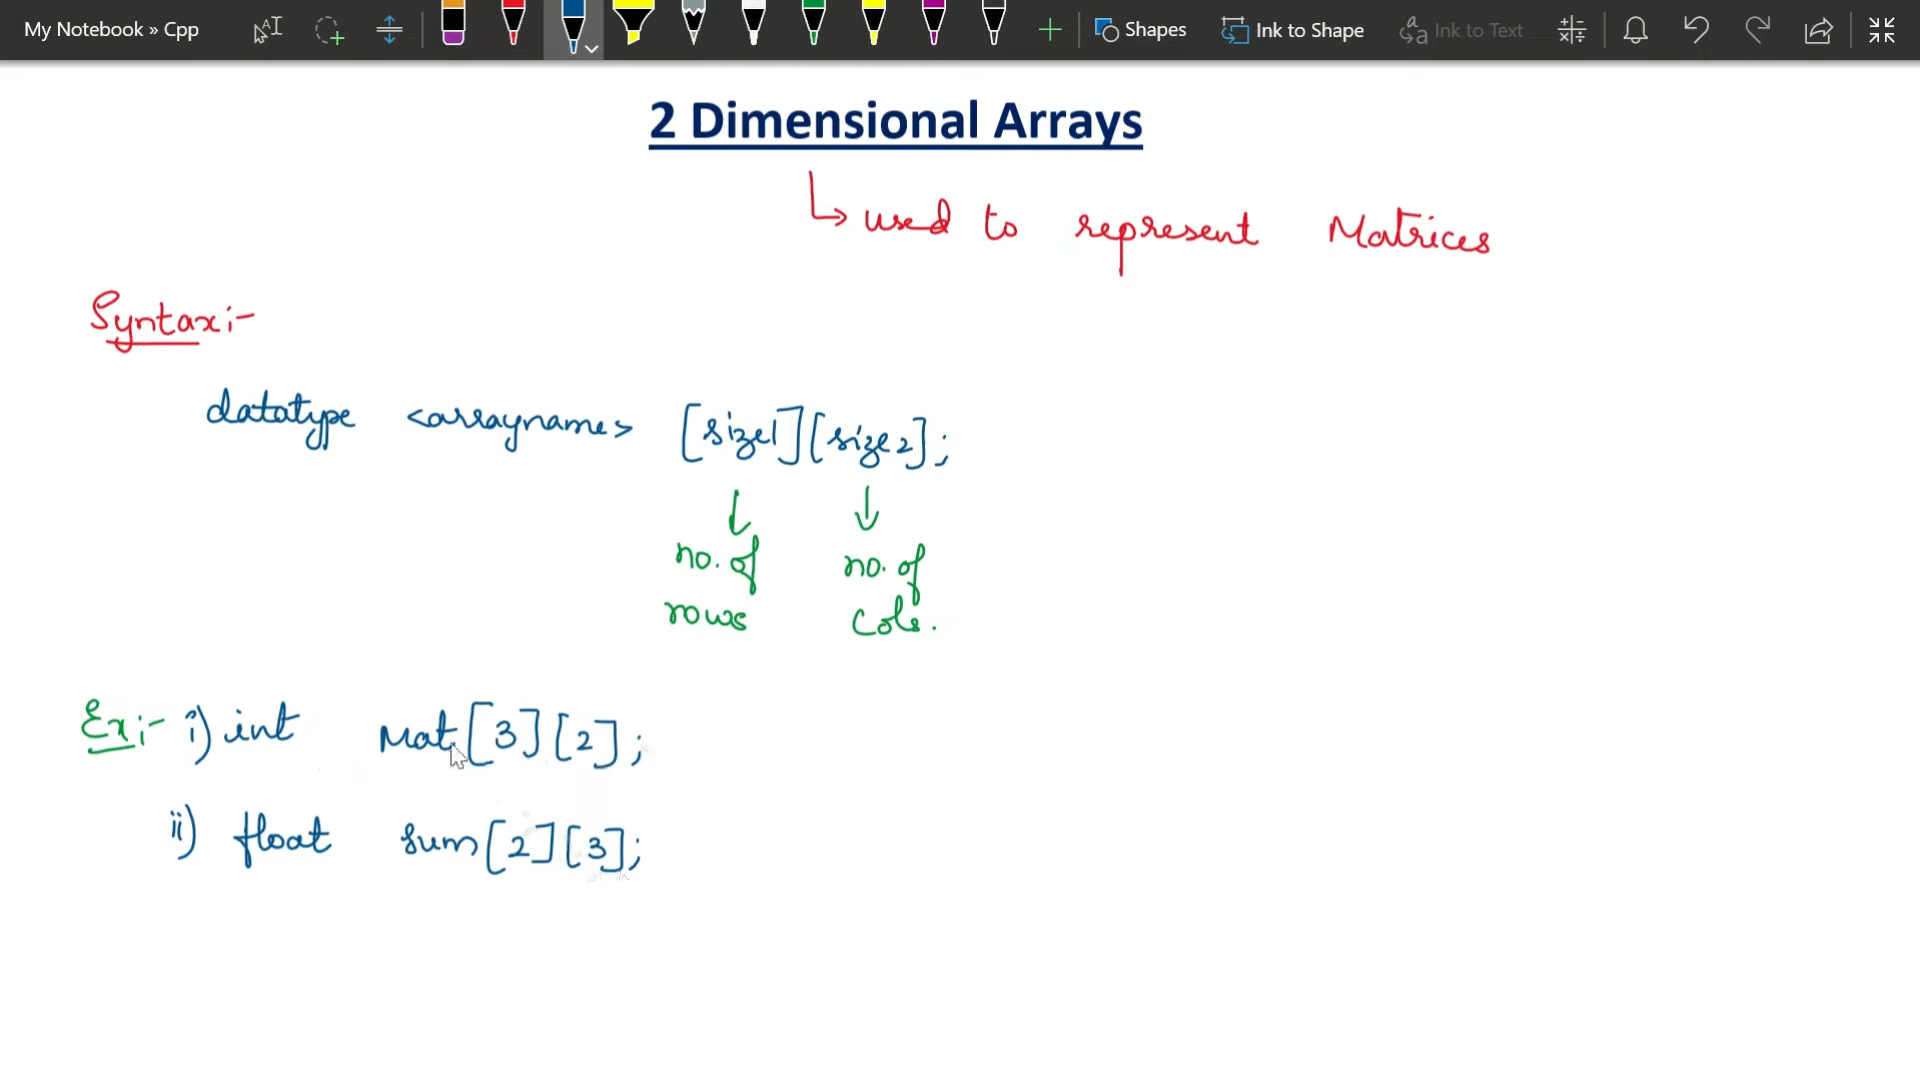 My Notebook » Cpp
Shapes
Ink to Shape
Ink to Text
2 Dimensional Arrays
used to represent Matrices
Syntax:-
datatype <arrayname> [size1][size2];
no. of no. of
rows cols.
Ex:- i) int Mat[3][2];
ii) float sum[2][3];